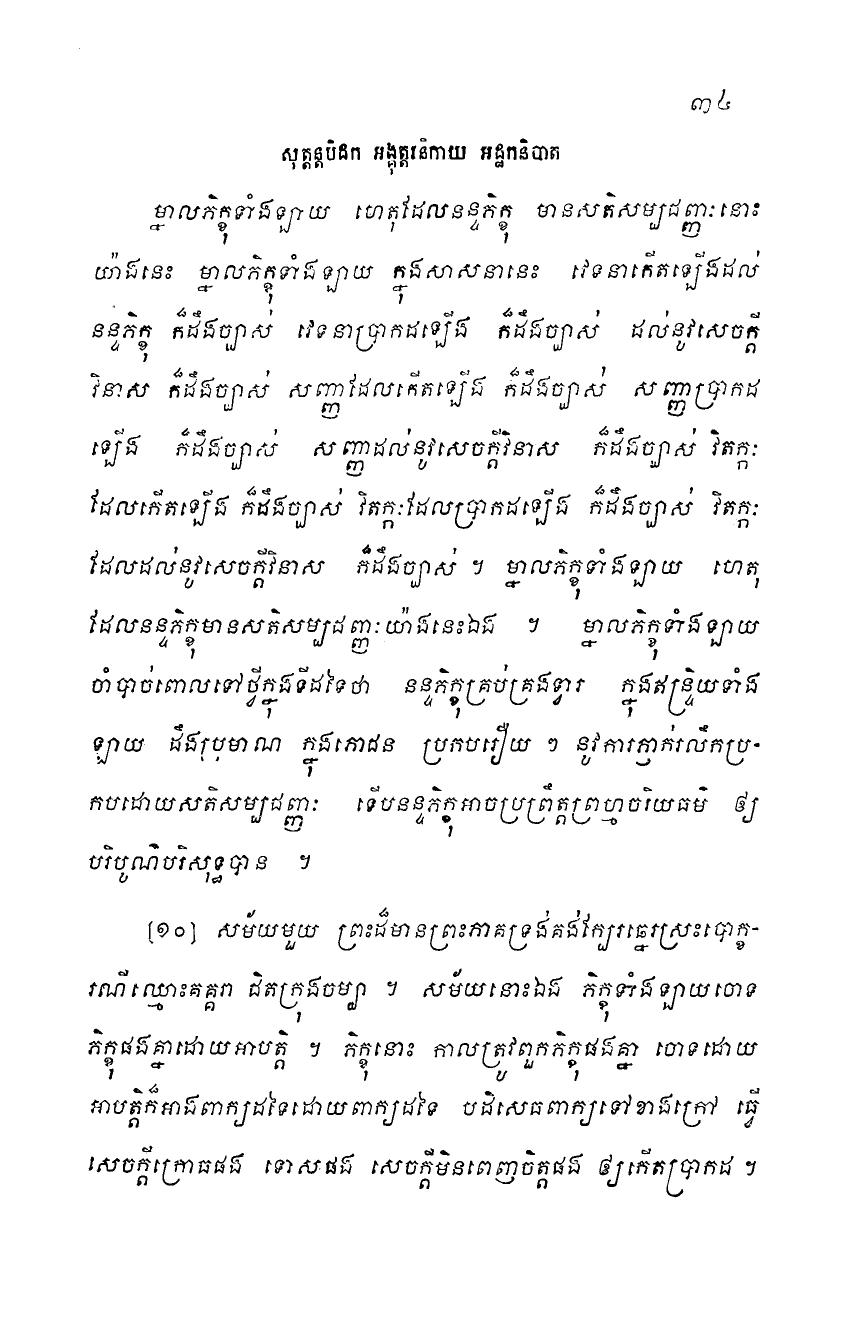 ៣៤
សុត្តន្តបិដក អង្គុត្តរនិកាយ អដ្ឋកនិបាត
ម្នាលភិក្ខុទាំងឡាយ ហេតុដែលនន្ទភិក្ខុ មានសតិសម្បជញ្ញៈនោះ
យ៉ាងនេះ ម្នាលភិក្ខុទាំងឡាយ ក្នុងសាសនានេះ វេទនាកើតឡើងដល់
នន្ទភិក្ខុ ក៏ដឹងច្បាស់ វេទនាប្រាកដឡើង ក៏ដឹងច្បាស់ ដល់នូវសេចក្តី
វិនាស ក៏ដឹងច្បាស់ សញ្ញាដែលកើតឡើង ក៏ដឹងច្បាស់ សញ្ញាប្រាកដ
ឡើង ក៏ដឹងច្បាស់ សញ្ញាដល់នូវសេចក្តីវិនាស ក៏ដឹងច្បាស់ វិតក្កៈ
ដែលកើតឡើង ក៏ដឹងច្បាស់ វិតក្កៈដែលប្រាកដឡើង ក៏ដឹងច្បាស់ វិតក្កៈ
ដែលដល់នូវសេចក្តីវិនាស ក៏ដឹងច្បាស់ ។ ម្នាលភិក្ខុទាំងឡាយ ហេតុ
ដែលនន្ទភិក្ខុមានសតិសម្បជញ្ញៈយ៉ាងនេះឯង ។ ម្នាលភិក្ខុទាំងឡាយ
ចាំបាច់ពោលទៅថ្វីក្នុងទីដទៃថា នន្ទភិក្ខុគ្រប់គ្រងទ្វារ ក្នុងឥន្ទ្រិយទាំង
ឡាយ ដឹងប្រមាណ ក្នុងភោជន ប្រកបរឿយ ៗ នូវការភ្ញាក់រលឹកប្រ-
កបដោយសតិសម្បជញ្ញៈ ទើបនន្ទភិក្ខុអាចប្រព្រឹត្តព្រហ្មចរិយធម៌ ឲ្យ
បរិបូណ៌បរិសុទ្ធបាន ។
[១០] សម័យមួយ ព្រះដ៏មានព្រះភាគទ្រង់គង់ក្បែរឆ្នេរស្រះបោក្ខ-
រណីឈ្មោះគគ្គរា ជិតក្រុងចម្បា ។ សម័យនោះឯង ភិក្ខុទាំងឡាយចោទ
ភិក្ខុផងគ្នាដោយអាបត្តិ ។ ភិក្ខុនោះ កាលត្រូវពួកភិក្ខុផងគ្នា ចោទដោយ
អាបត្តិក៏អាងពាក្យដទៃដោយពាក្យដទៃ បដិសេធពាក្យទៅខាងក្រៅ ធ្វើ
សេចក្តីក្រោធផង ទោសផង សេចក្តីមិនពេញចិត្តផង ឲ្យកើតប្រាកដ ។